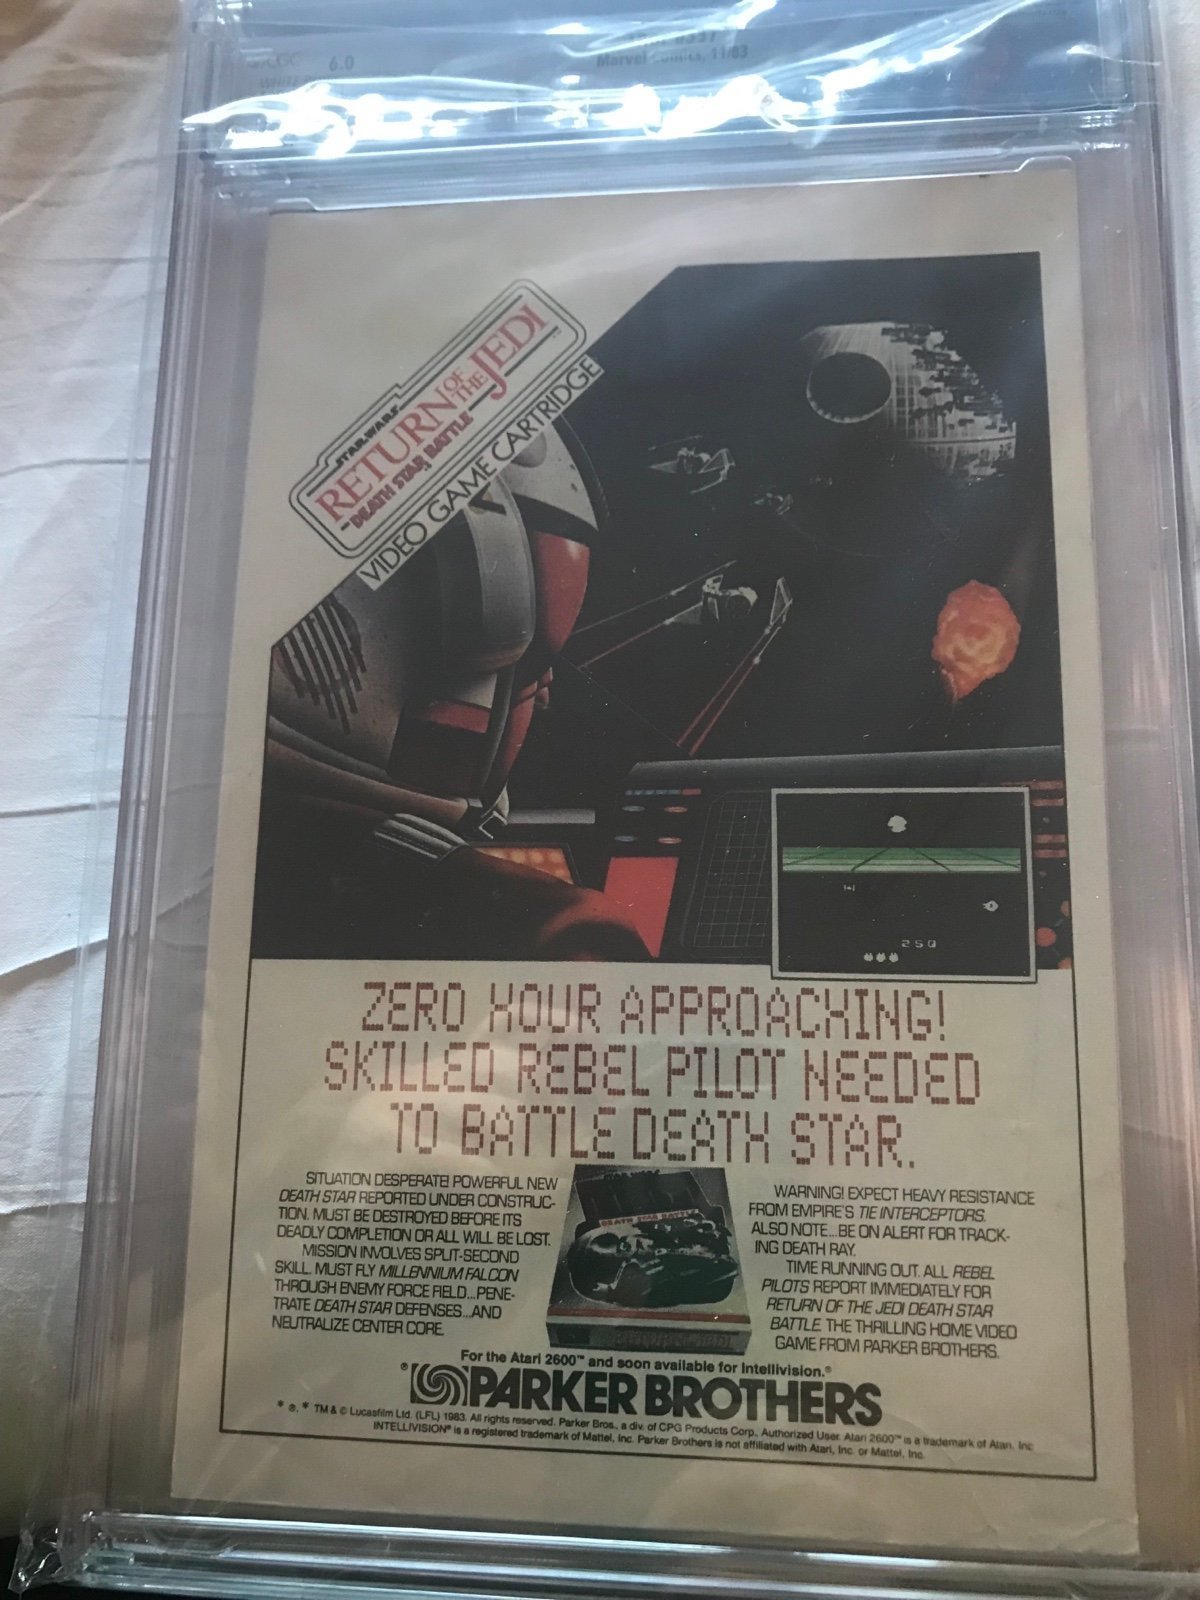 CGC 6.0
Marvel Comics, 11/83
WHITE
STAR WARS
RETURN OF THE JEDI
DEATH STAR BATTLE
VIDEO GAME CARTRIDGE
250
ZERO HOUR APPROACHING!
SKILLED REBEL PILOT NEEDED
TO BATTLE DEATH STAR.
SITUATION DESPERATE! POWERFUL NEW
DEATH STAR REPORTED UNDER CONSTRUC-
TION. MUST BE DESTROYED BEFORE ITS
DEADLY COMPLETION OR ALL WILL BE LOST.
MISSION INVOLVES SPLIT-SECOND
SKILL. MUST FLY MILLENNIUM FALCON
THROUGH ENEMY FORCE FIELD...PENE-
TRATE DEATH STAR DEFENSES...AND
NEUTRALIZE CENTER CORE.
DEATH STAR BATTLE
WARNING! EXPECT HEAVY RESISTANCE
FROM EMPIRE'S TIE INTERCEPTORS.
ALSO NOTE...BE ON ALERT FOR TRACK-
ING DEATH RAY.
TIME RUNNING OUT. ALL REBEL
PILOTS REPORT IMMEDIATELY FOR
RETURN OF THE JEDI DEATH STAR
BATTLE. THE THRILLING HOME VIDEO
GAME FROM PARKER BROTHERS.
For the Atari 2600™ and soon available for Intellivision.®
® PARKER BROTHERS
* ®, * TM & © Lucasfilm Ltd. (LFL) 1983. All rights reserved. Parker Bros., a div. of CPG Products Corp., Authorized User. Atari 2600™ is a trademark of Atari, Inc.
INTELLIVISION® is a registered trademark of Mattel, Inc. Parker Brothers is not affiliated with Atari, Inc. or Mattel, Inc.